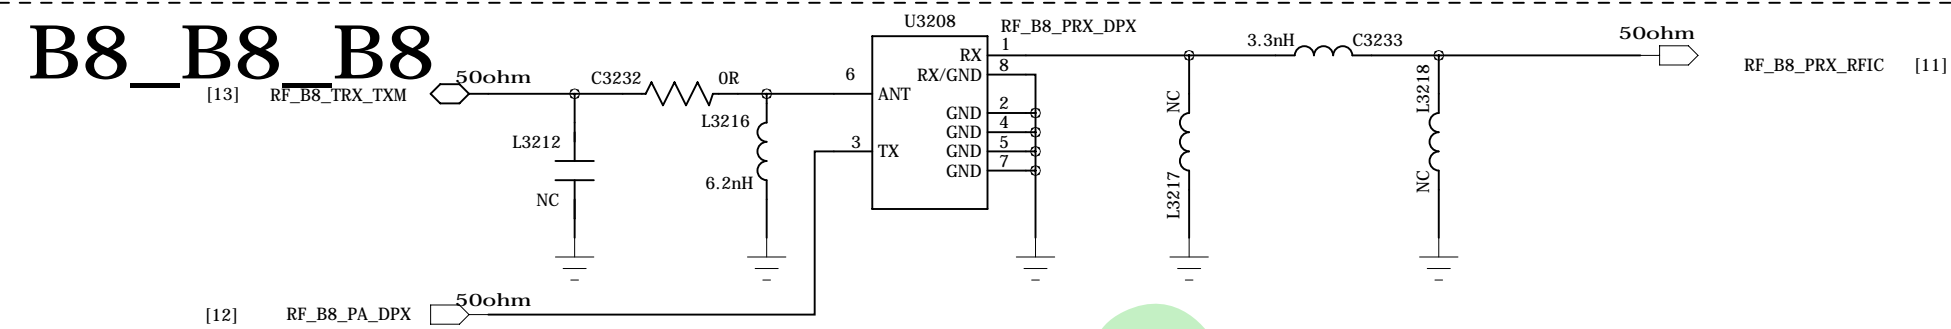 B8_B8_B8
U3208
RF_B8_PRX_DPX
50ohm
C3232
0R
6
ANT
RX
1
RX/GND
8
3.3nH
C3233
50ohm
RF_B8_PRX_RFIC [11]
[13] RF_B8_TRX_TXM
L3216
6.2nH
L3212
NC
3
TX
GND
2
GND
4
GND
5
GND
7
NC
L3217
L3218
NC
50ohm
[12] RF_B8_PA_DPX